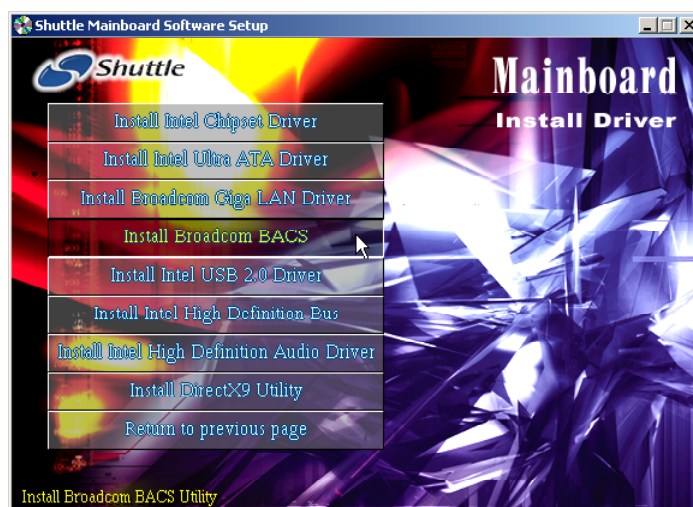 Shuttle Mainboard Software Setup
Shuttle
Mainboard
Install Driver
Install Intel Chipset Driver
Install Intel Ultra ATA Driver
Install Broadcom Giga LAN Driver
Install Broadcom BACS
Install Intel USB 2.0 Driver
Install Intel High Definition Bus
Install Intel High Definition Audio Driver
Install DirectX9 Utility
Return to previous page
Install Broadcom BACS Utility